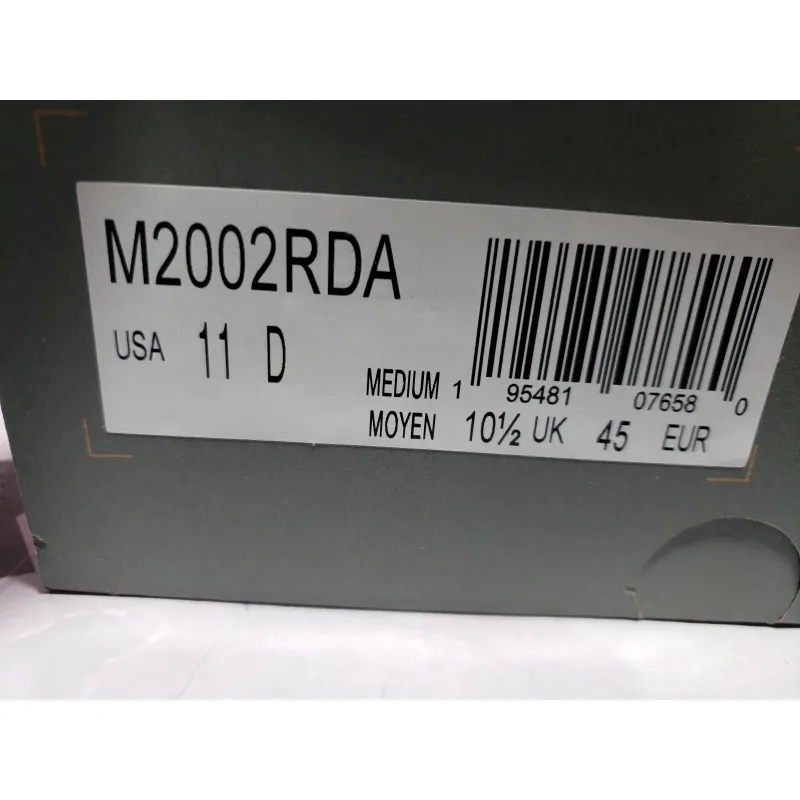 M2002RDA
USA 11 D
MEDIUM 1 95481 07658 0
MOYEN 10½ UK 45 EUR